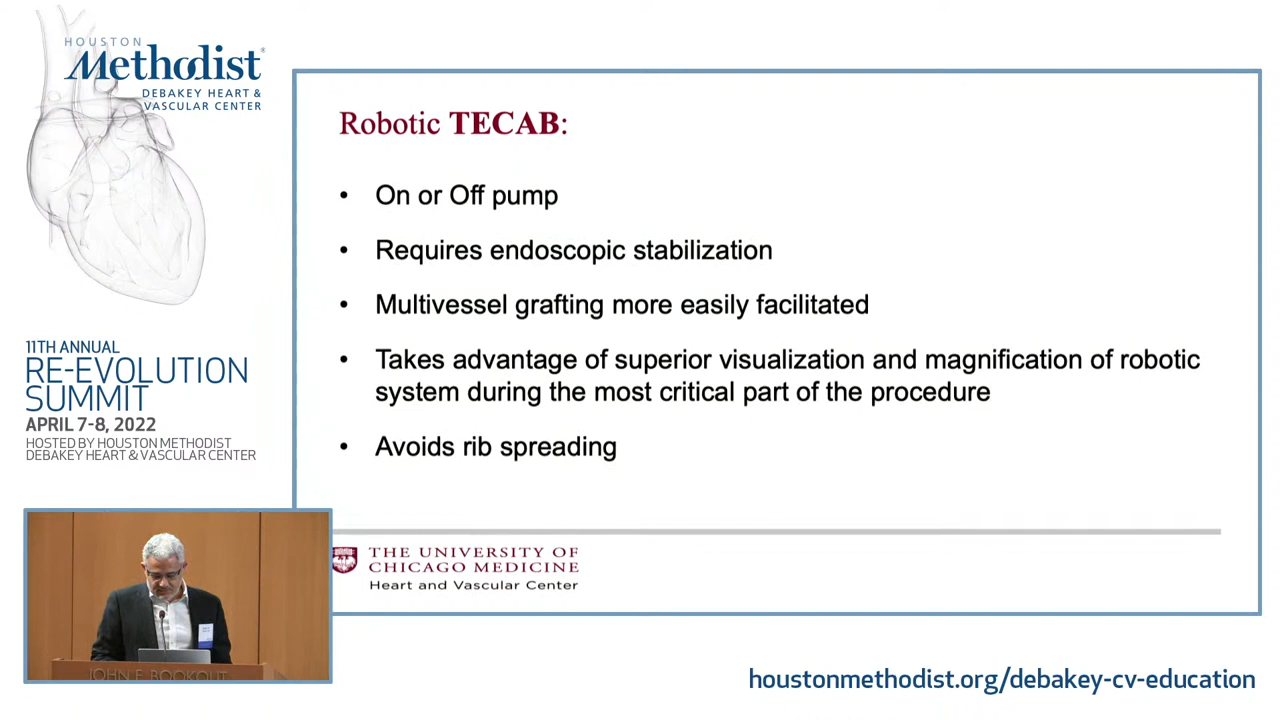 HOUSTON
Methodist
DEBAKEY HEART &
VASCULAR CENTER
11TH ANNUAL
RE-EVOLUTION
SUMMIT
APRIL 7-8, 2022
HOSTED BY HOUSTON METHODIST
DEBAKEY HEART & VASCULAR CENTER
Robotic TECAB:
• On or Off pump
• Requires endoscopic stabilization
• Multivessel grafting more easily facilitated
• Takes advantage of superior visualization and magnification of robotic
system during the most critical part of the procedure
• Avoids rib spreading
THE UNIVERSITY OF
CHICAGO MEDICINE
Heart and Vascular Center
JOHN F. BOOKOUT
houstonmethodist.org/debakey-cv-education